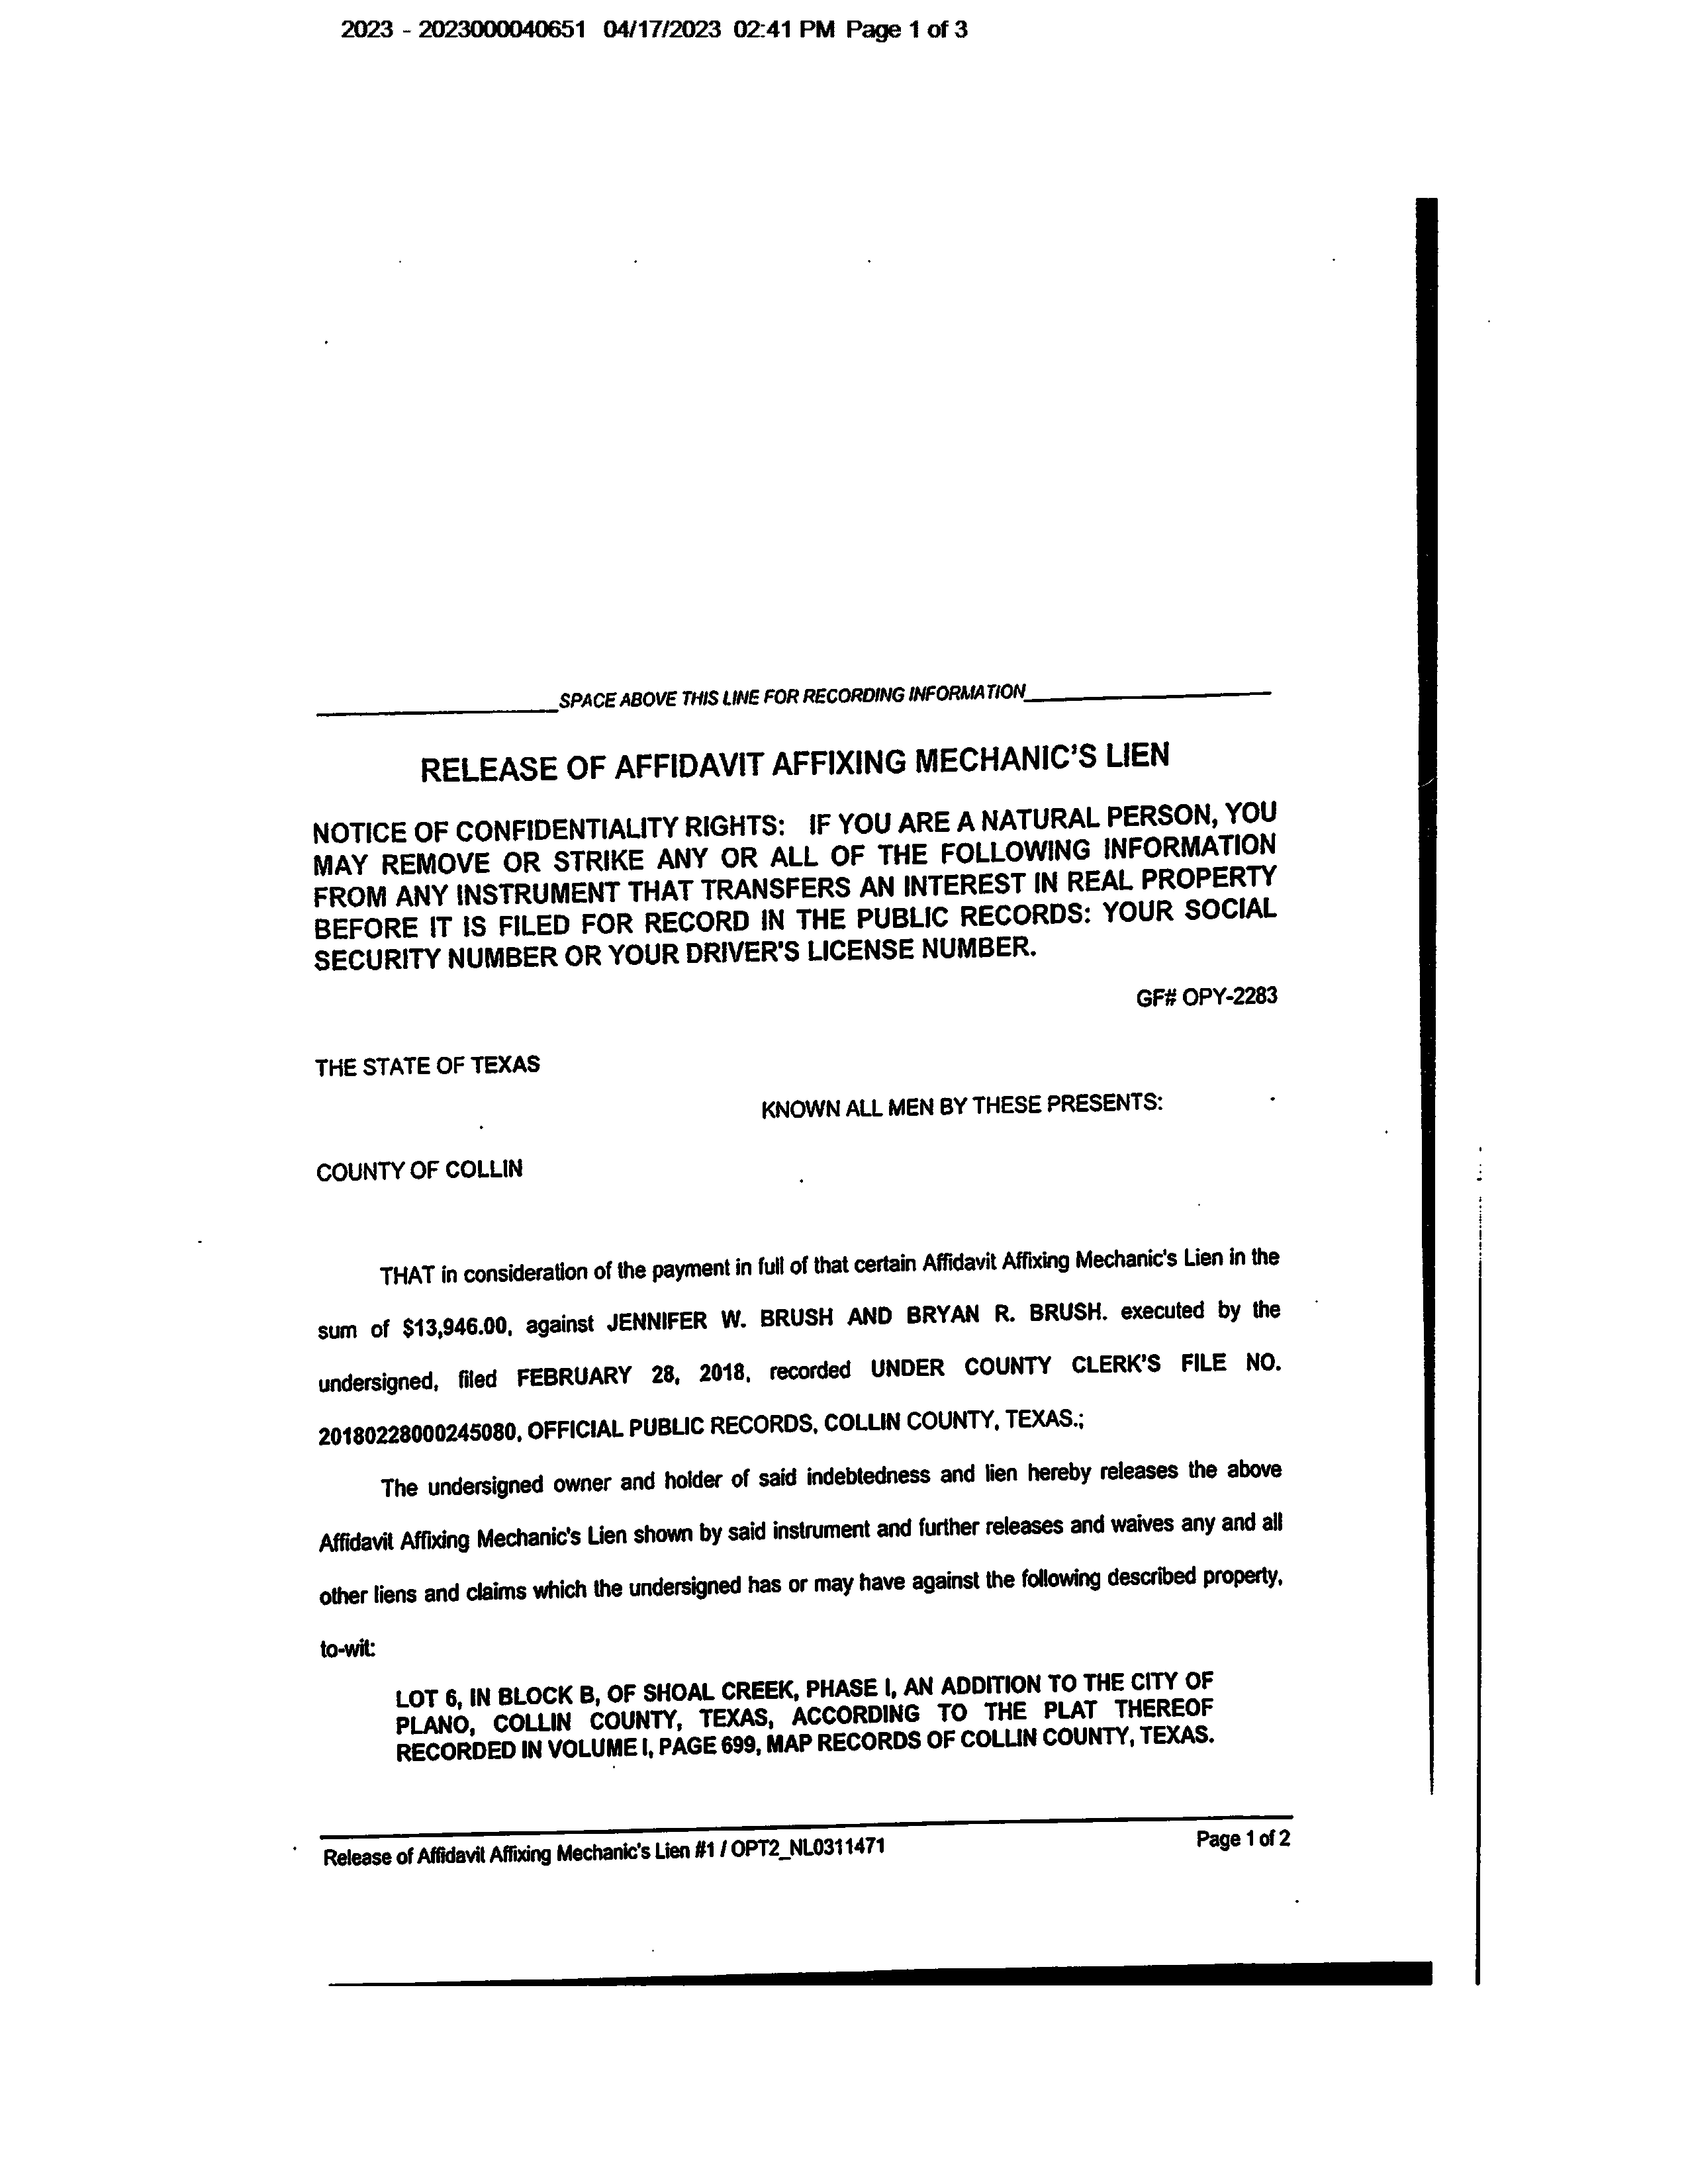 2023 - 2023000040651 04/17/2023 02:41 PM Page 1 of 3
SPACE ABOVE THIS LINE FOR RECORDING INFORMATION
RELEASE OF AFFIDAVIT AFFIXING MECHANIC'S LIEN
NOTICE OF CONFIDENTIALITY RIGHTS: IF YOU ARE A NATURAL PERSON, YOU
MAY REMOVE OR STRIKE ANY OR ALL OF THE FOLLOWING INFORMATION
FROM ANY INSTRUMENT THAT TRANSFERS AN INTEREST IN REAL PROPERTY
BEFORE IT IS FILED FOR RECORD IN THE PUBLIC RECORDS: YOUR SOCIAL
SECURITY NUMBER OR YOUR DRIVER'S LICENSE NUMBER.
GF# OPY-2283
THE STATE OF TEXAS
KNOWN ALL MEN BY THESE PRESENTS:
COUNTY OF COLLIN
THAT in consideration of the payment in full of that certain Affidavit Affixing Mechanic's Lien in the
sum of $13,946.00, against JENNIFER W. BRUSH AND BRYAN R. BRUSH. executed by the
undersigned, filed FEBRUARY 28, 2018, recorded UNDER COUNTY CLERK'S FILE NO.
20180228000245080, OFFICIAL PUBLIC RECORDS, COLLIN COUNTY, TEXAS.;
The undersigned owner and holder of said indebtedness and lien hereby releases the above
Affidavit Affixing Mechanic's Lien shown by said instrument and further releases and waives any and all
other liens and claims which the undersigned has or may have against the following described property,
to-wit:
LOT 6, IN BLOCK B, OF SHOAL CREEK, PHASE I, AN ADDITION TO THE CITY OF
PLANO, COLLIN COUNTY, TEXAS, ACCORDING TO THE PLAT THEREOF
RECORDED IN VOLUME I, PAGE 699, MAP RECORDS OF COLLIN COUNTY, TEXAS.
Release of Affidavit Affixing Mechanic's Lien #1 / OPT2_NL0311471
Page 1 of 2